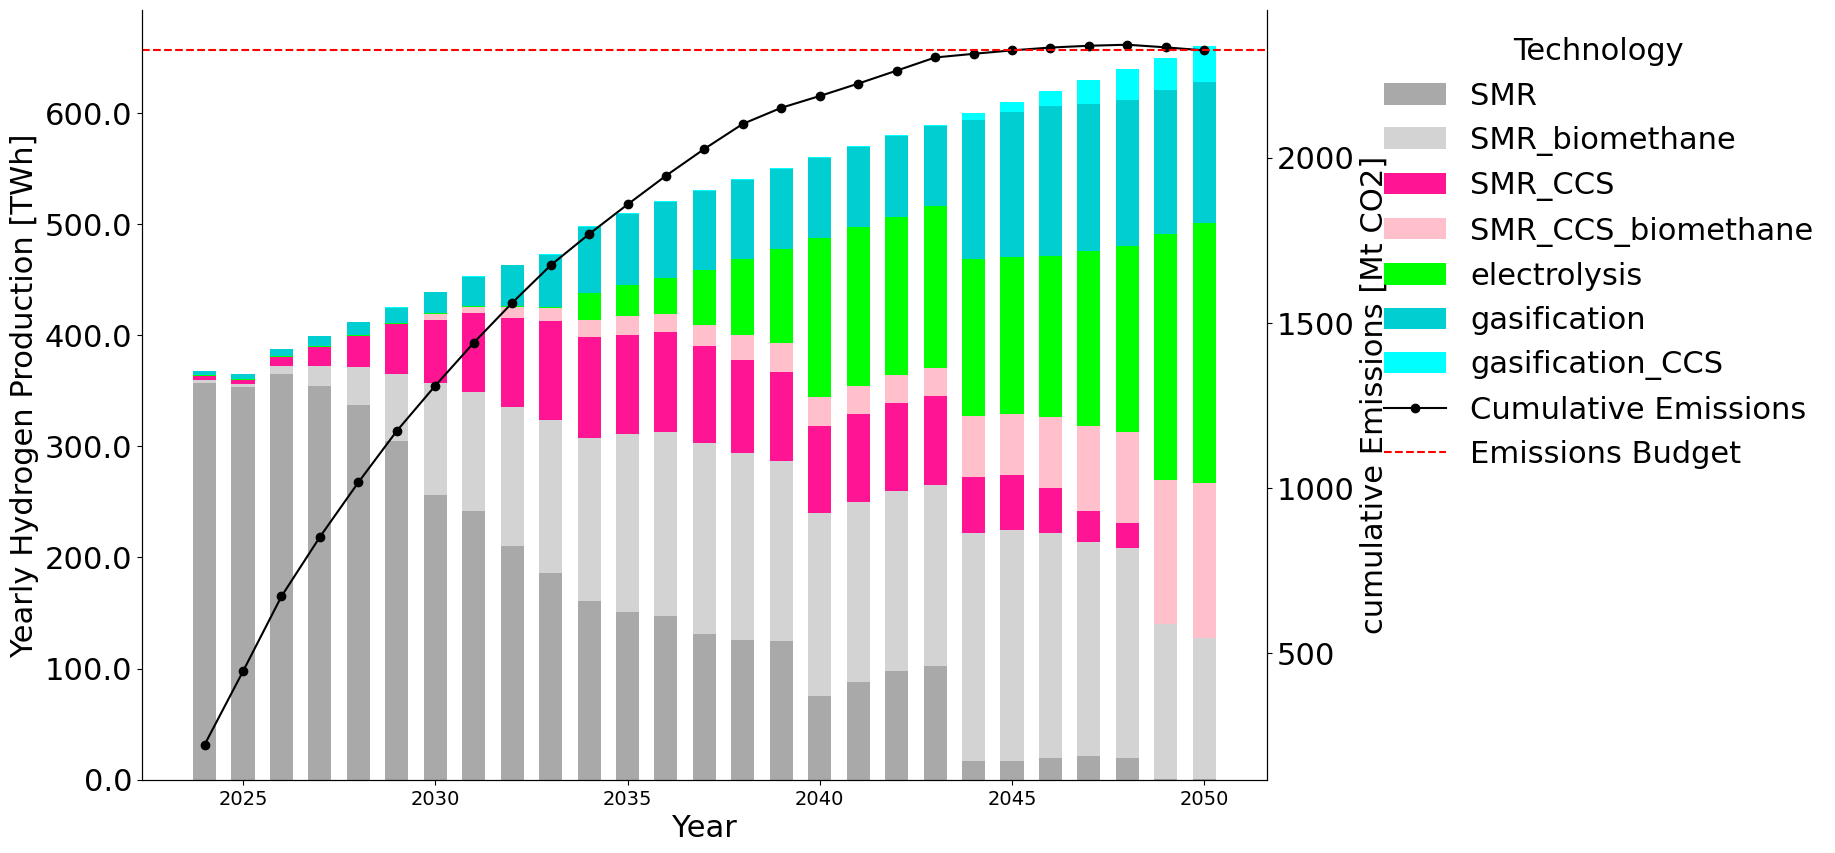 Yearly Hydrogen Production [TWh]
600.0
500.0
400.0
300.0
200.0
100.0
0.0
2025
2030
2035
2040
2045
2050
Year
2000
1500
1000
500
cumulative Emissions [Mt CO2]
Technology
SMR
SMR_biomethane
SMR_CCS
SMR_CCS_biomethane
electrolysis
gasification
gasification_CCS
Cumulative Emissions
Emissions Budget